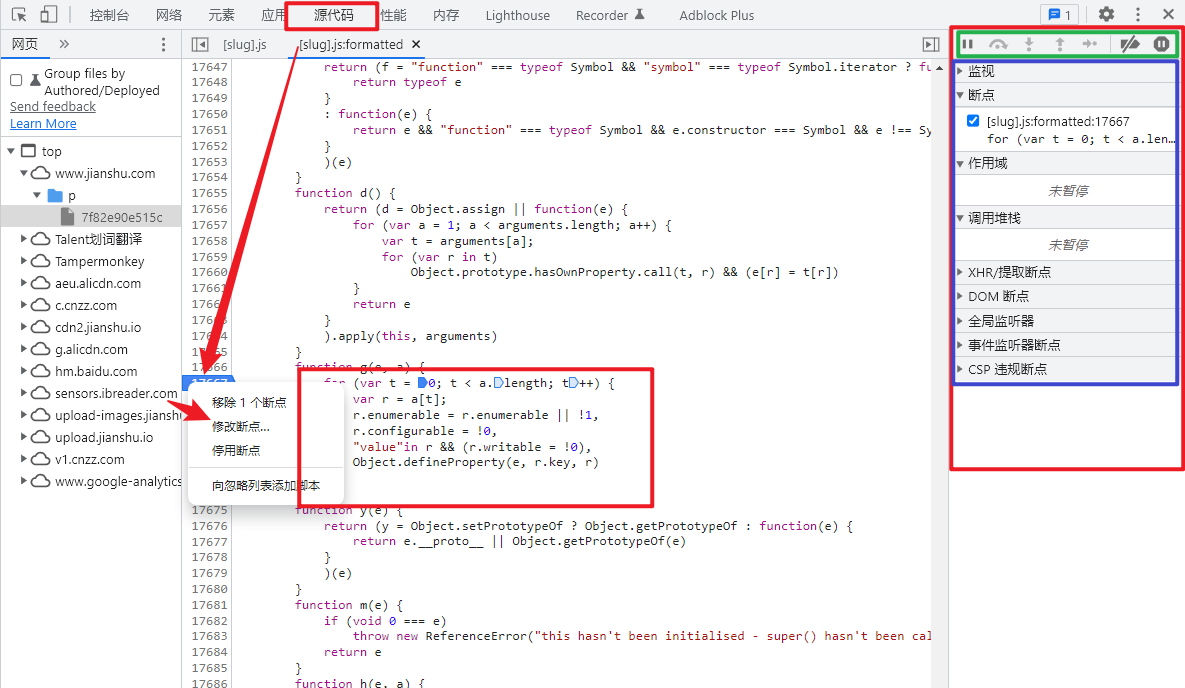 控制台 网络 元素 应用 源代码 性能 内存 Lighthouse Recorder Adblock Plus 1
网页 » [slug].js [slug].js:formatted ×
Group files by
Authored/Deployed
Send feedback
Learn More
top
www.jianshu.com
p
7f82e90e515c
Talent划词翻译
Tampermonkey
aeu.alicdn.com
c.cnzz.com
cdn2.jianshu.io
g.alicdn.com
hm.baidu.com
sensors.ibreader.com
upload-images.jianshu
upload.jianshu.io
v1.cnzz.com
www.google-analytics
17647 return (f = "function" === typeof Symbol && "symbol" === typeof Symbol.iterator ? fu
17648 return typeof e
17649 }
17650 : function(e) {
17651 return e && "function" === typeof Symbol && e.constructor === Symbol && e !== Sy
17652 }
17653 )(e)
17654 }
17655 function d() {
17656 return (d = Object.assign || function(e) {
17657 for (var a = 1; a < arguments.length; a++) {
17658 var t = arguments[a];
17659 for (var r in t)
17660 Object.prototype.hasOwnProperty.call(t, r) && (e[r] = t[r])
17661 }
17662 return e
17663 }
17664 ).apply(this, arguments)
17665 }
17666 function g(e, a) {
17667 for (var t = 0; t < a.length; t++) {
var r = a[t];
r.enumerable = r.enumerable || !1,
r.configurable = !0,
"value"in r && (r.writable = !0),
Object.defineProperty(e, r.key, r)
17675 function y(e) {
17676 return (y = Object.setPrototypeOf ? Object.getPrototypeOf : function(e) {
17677 return e.__proto__ || Object.getPrototypeOf(e)
17678 }
17679 )(e)
17680 }
17681 function m(e) {
17682 if (void 0 === e)
17683 throw new ReferenceError("this hasn't been initialised - super() hasn't been cal
17684 return e
17685 }
17686 function h(e, a) {
移除 1 个断点
修改断点...
停用断点
向忽略列表添加脚本
监视
断点
[slug].js:formatted:17667
for (var t = 0; t < a.len…
作用域
未暂停
调用堆栈
未暂停
XHR/提取断点
DOM 断点
全局监听器
事件监听器断点
CSP 违规断点